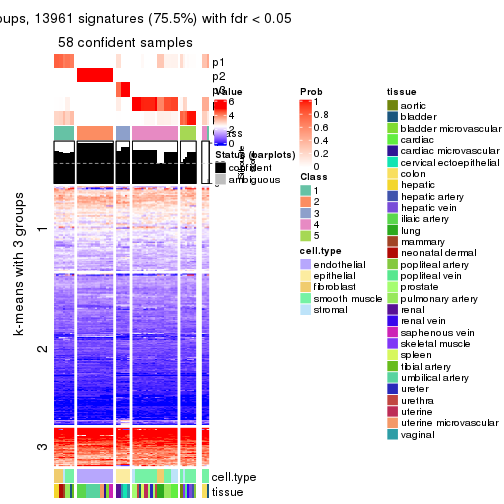 oups, 13961 signatures (75.5%) with fdr < 0.05
58 confident samples
p1
p2
Value
6
4
2
0
Status (barplots)
confident
ambiguous
1
2
3
k-means with 3 groups
cell.type
tissue
Prob
1
0.8
0.6
0.4
0.2
0
Class
1
2
3
4
5
cell.type
endothelial
epithelial
fibroblast
smooth muscle
stromal
tissue
aortic
bladder
bladder microvascular
cardiac
cardiac microvascular
cervical ectoepithelial
colon
hepatic
hepatic artery
hepatic vein
iliac artery
lung
mammary
neonatal dermal
popliteal artery
popliteal vein
prostate
pulmonary artery
renal
renal vein
saphenous vein
skeletal muscle
spleen
tibial artery
umbilical artery
ureter
urethra
uterine
uterine microvascular
vaginal